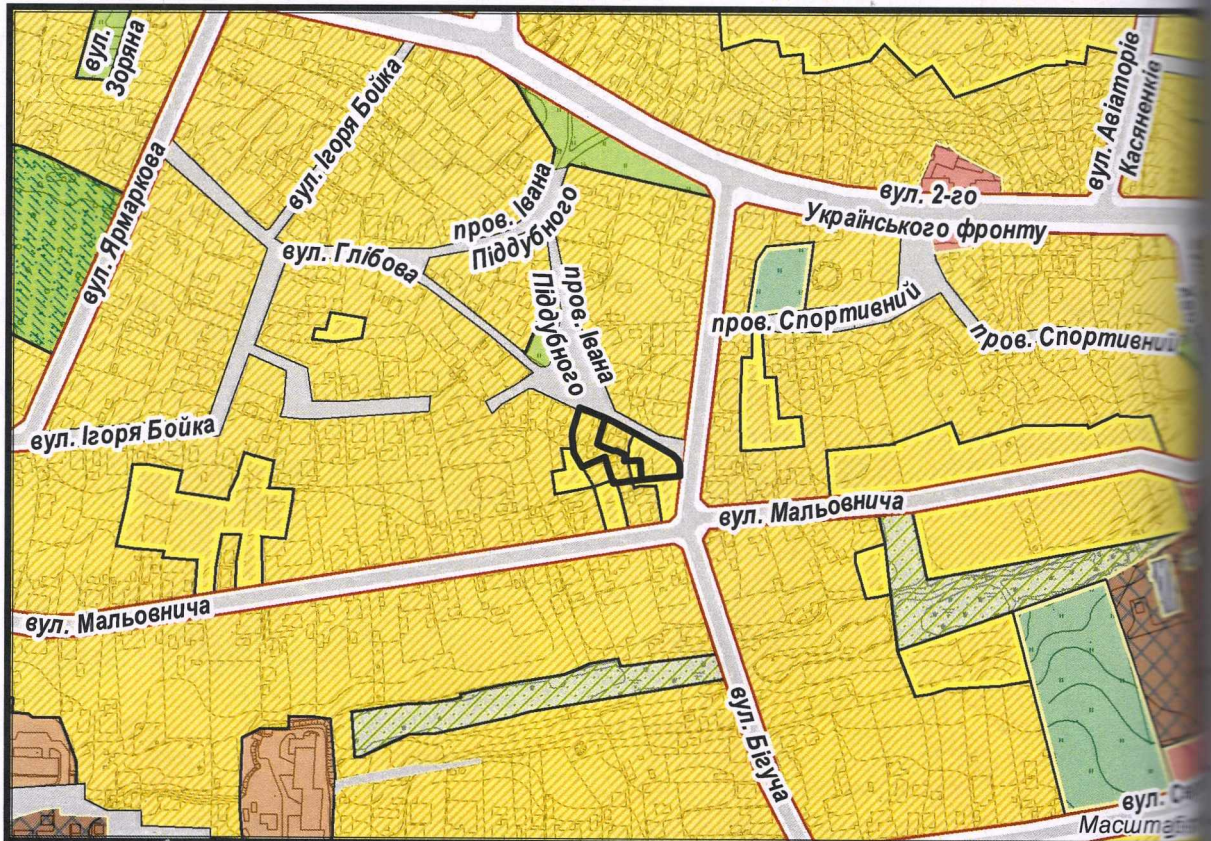 вул.
Зоряна
вул. Ігоря Бойка
вул. Авіаторів
Касяненків
вул. Ярмаркова
пров. Івана
Піддубного
вул. 2-го
Українського фронту
вул. Глібова
пров. Івана
Піддубного
пров. Спортивний
пров. Спортивний
вул. Ігоря Бойка
вул. Мальовнича
вул. Мальовнича
вул. Бігуча
вул.